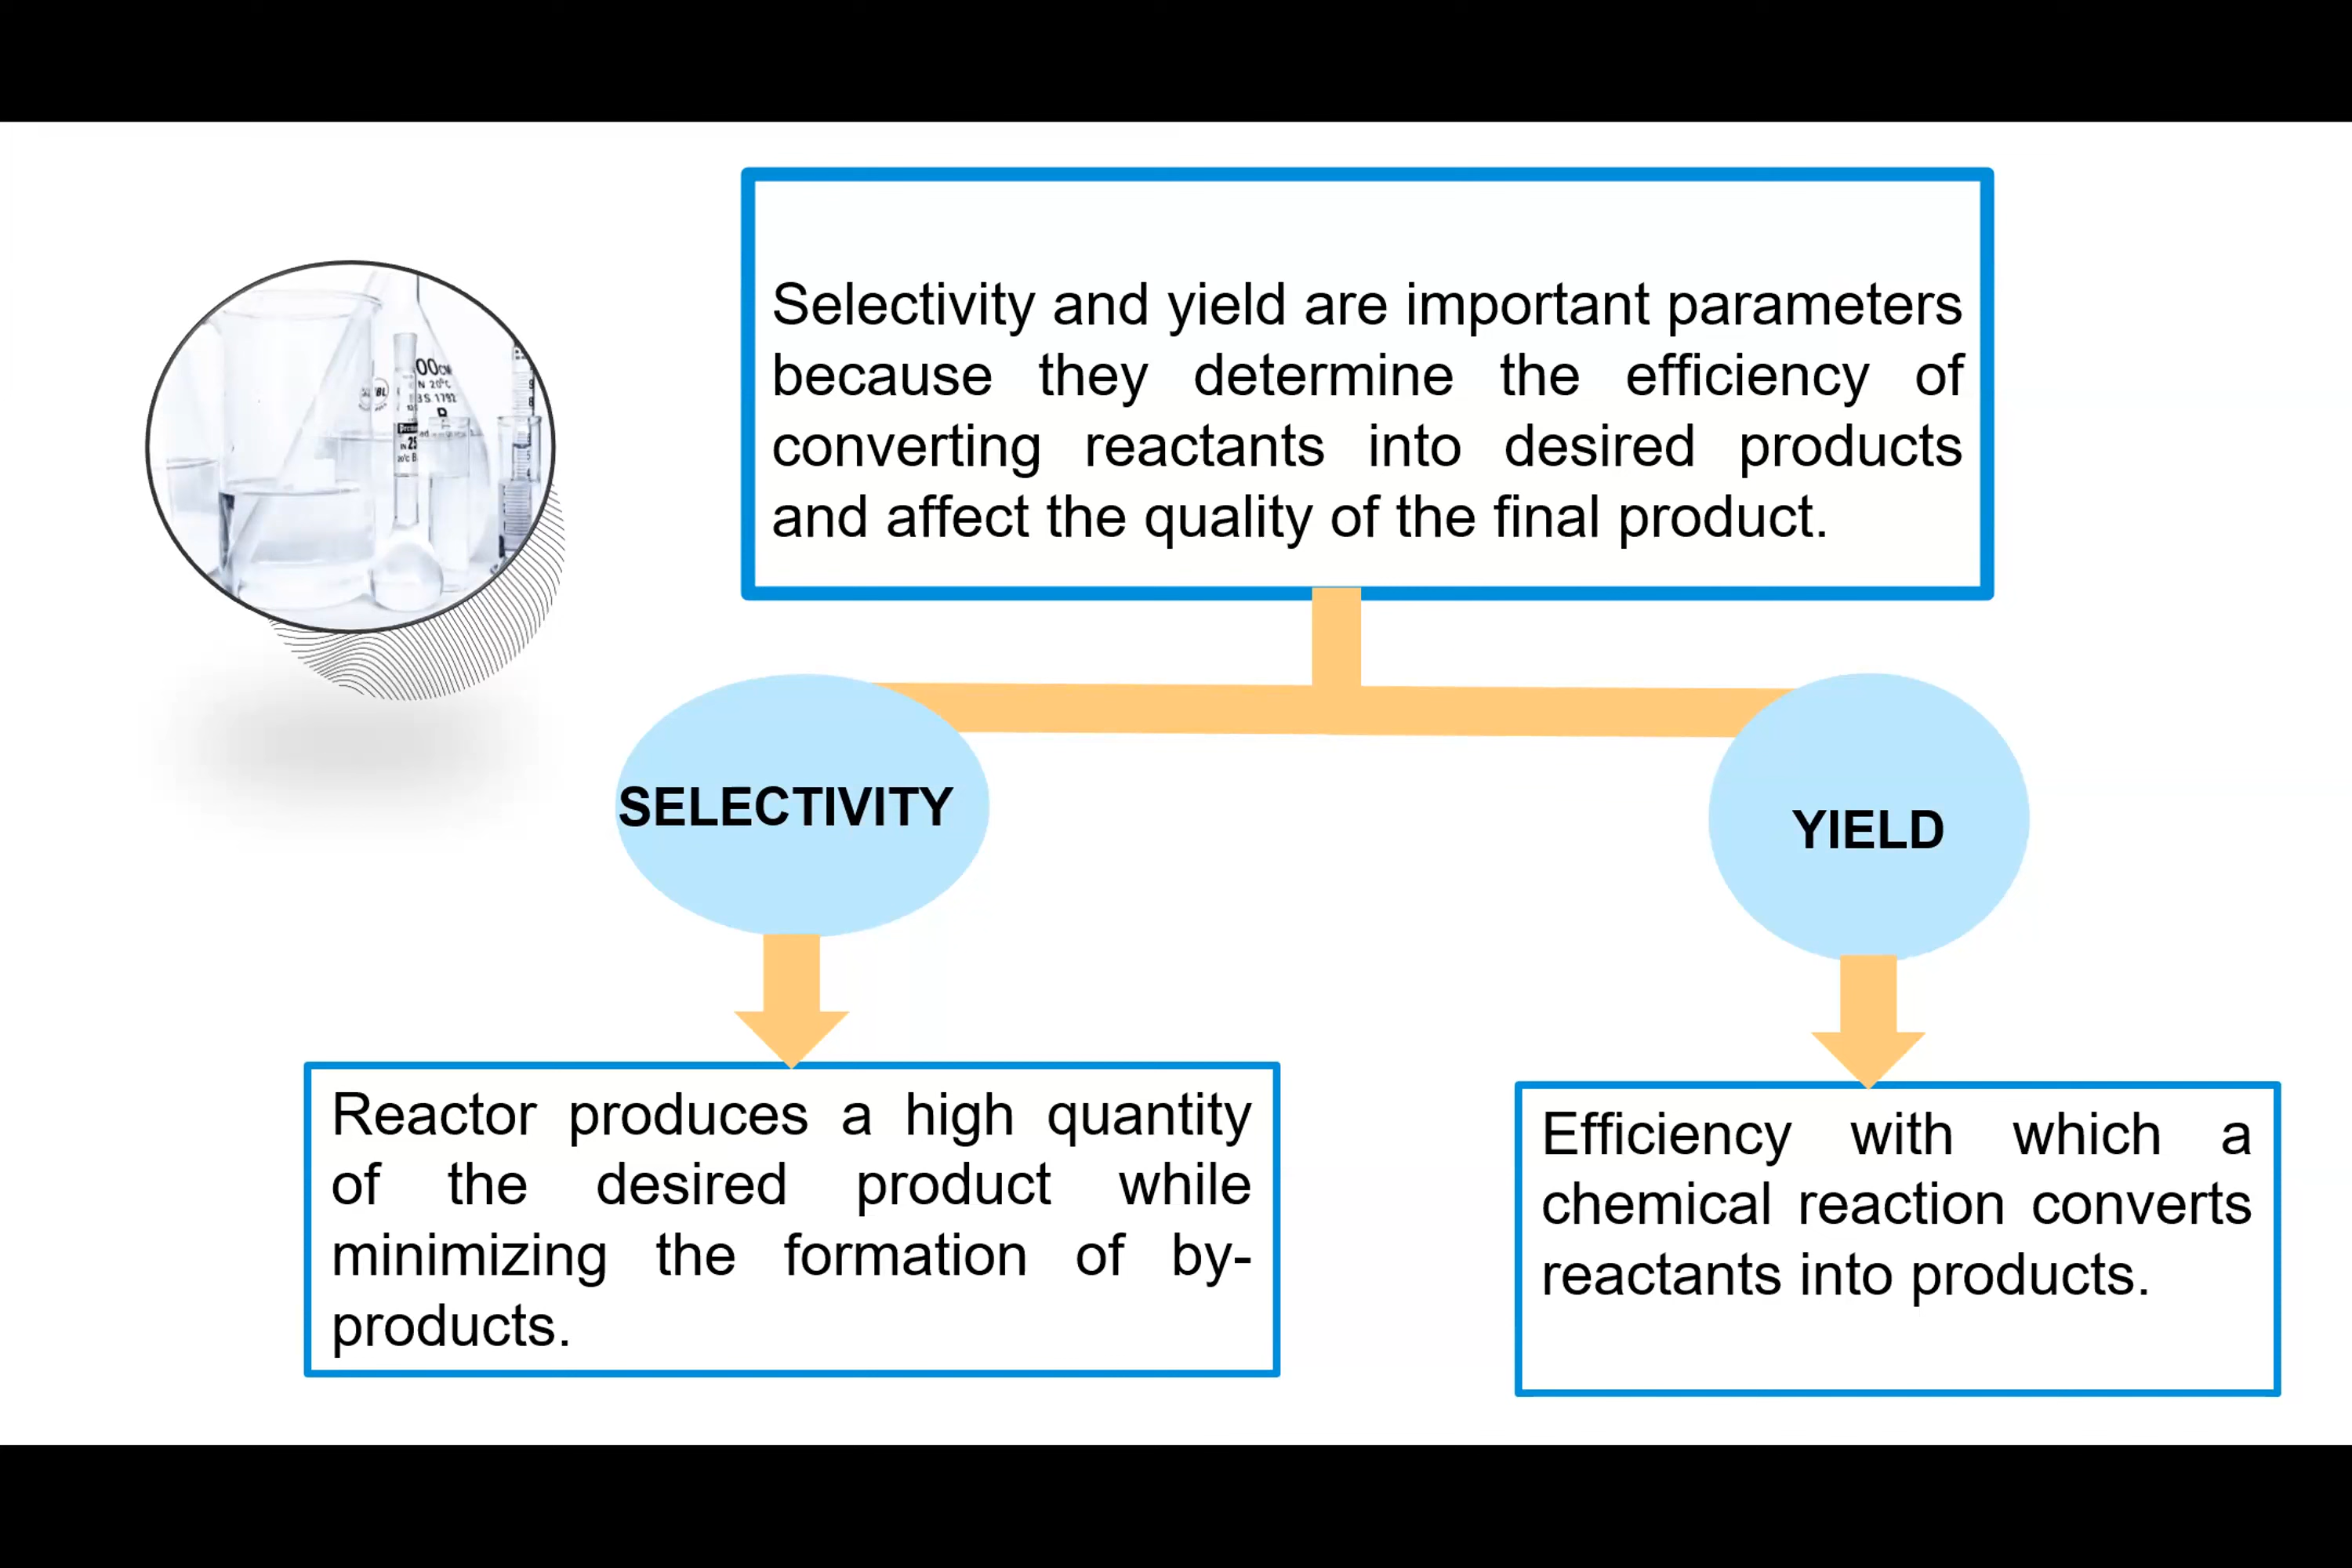 Selectivity and yield are important parameters
because they determine the efficiency of
converting reactants into desired products
and affect the quality of the final product.
SELECTIVITY
YIELD
Reactor produces a high quantity
of the desired product while
minimizing the formation of by-
products.
Efficiency with which a
chemical reaction converts
reactants into products.